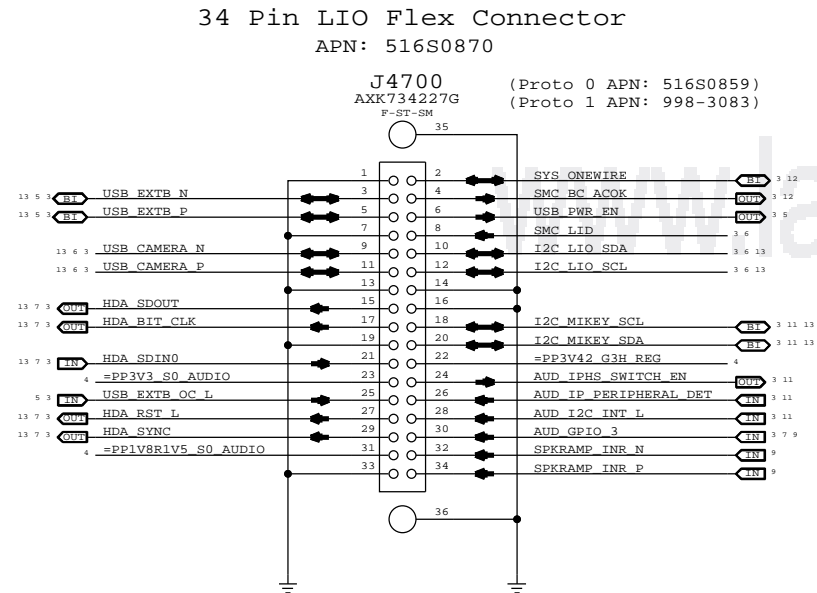 34 Pin LIO Flex Connector
APN: 516S0870
J4700
AXK734227G
F-ST-SM
(Proto 0 APN: 516S0859)
(Proto 1 APN: 998-3083)
35
1 2 SYS_ONEWIRE BI 3 12
13 5 3 BI USB_EXTB_N 3 4 SMC_BC_ACOK OUT 3 12
13 5 3 BI USB_EXTB_P 5 6 USB_PWR_EN OUT 3 5
7 8 SMC_LID 3 6
13 6 3 USB_CAMERA_N 9 10 I2C_LIO_SDA 3 6 13
13 6 3 USB_CAMERA_P 11 12 I2C_LIO_SCL 3 6 13
13 14
13 7 3 OUT HDA_SDOUT 15 16
13 7 3 OUT HDA_BIT_CLK 17 18 I2C_MIKEY_SCL BI 3 11 13
19 20 I2C_MIKEY_SDA BI 3 11 13
13 7 3 IN HDA_SDIN0 21 22 =PP3V42_G3H_REG 4
4 =PP3V3_S0_AUDIO 23 24 AUD_IPHS_SWITCH_EN OUT 3 11
5 3 IN USB_EXTB_OC_L 25 26 AUD_IP_PERIPHERAL_DET IN 3 11
13 7 3 OUT HDA_RST_L 27 28 AUD_I2C_INT_L IN 3 11
13 7 3 OUT HDA_SYNC 29 30 AUD_GPIO_3 IN 3 7 9
4 =PP1V8R1V5_S0_AUDIO 31 32 SPKRAMP_INR_N IN 9
33 34 SPKRAMP_INR_P IN 9
36
www.la